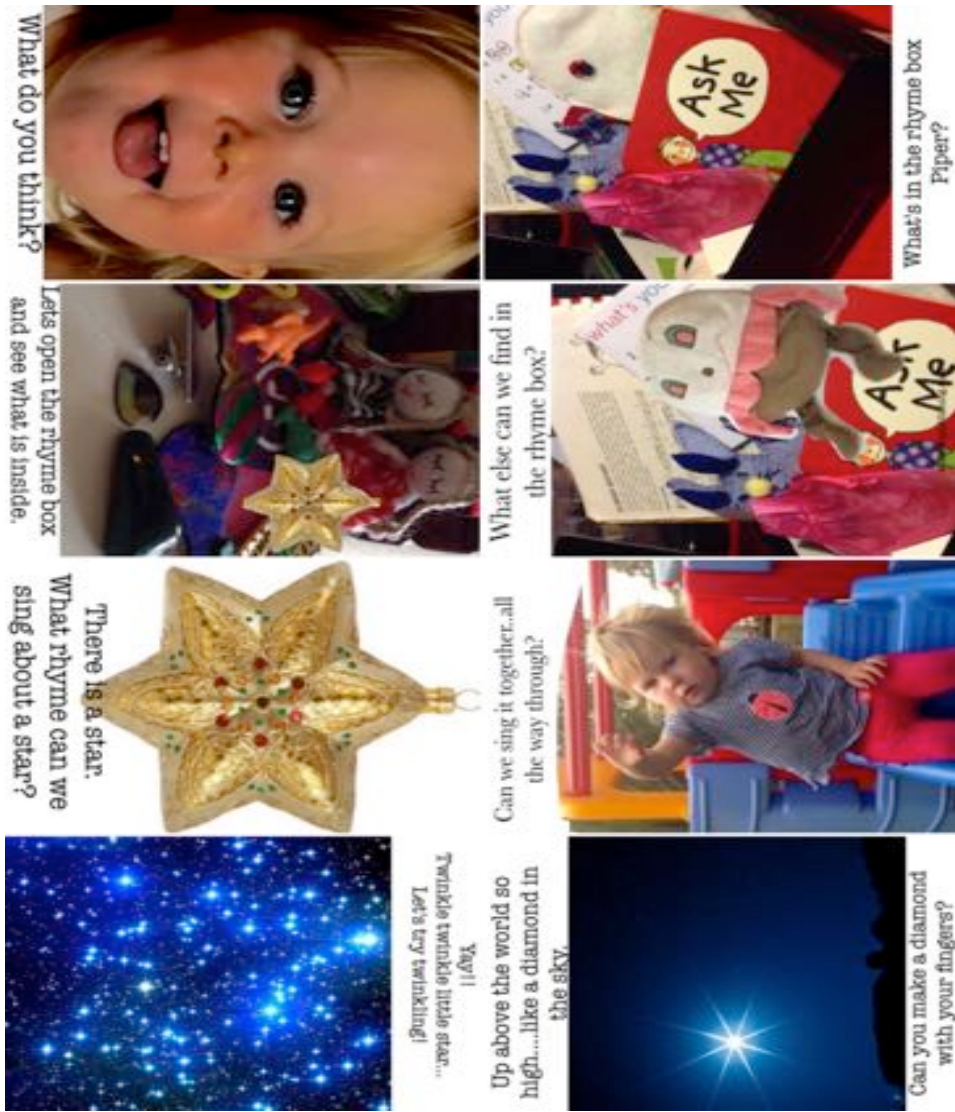 What's in the rhyme box
Piper?
Ask
Me
What do you think?
Lets open the rhyme box
and see what is inside.
There is a star.
What rhyme can we
sing about a star?
Yay!!
Twinkle twinkle little star....
Let's try twinkling!
Up above the world so
high....like a diamond in
the sky.
Can you make a diamond
with your fingers?
Can we sing it together..all
the way through?
What else can we find in
the rhyme box?
what's you
Ask
Me